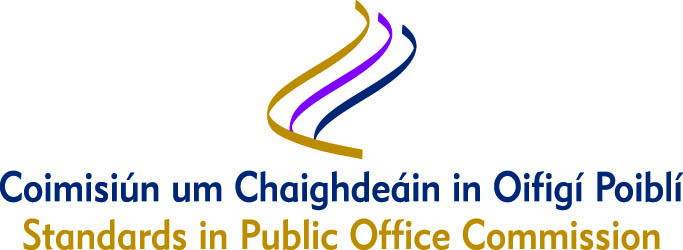 Coimisiún um Chaighdeáin in Oifigí Poiblí
Standards in Public Office Commission